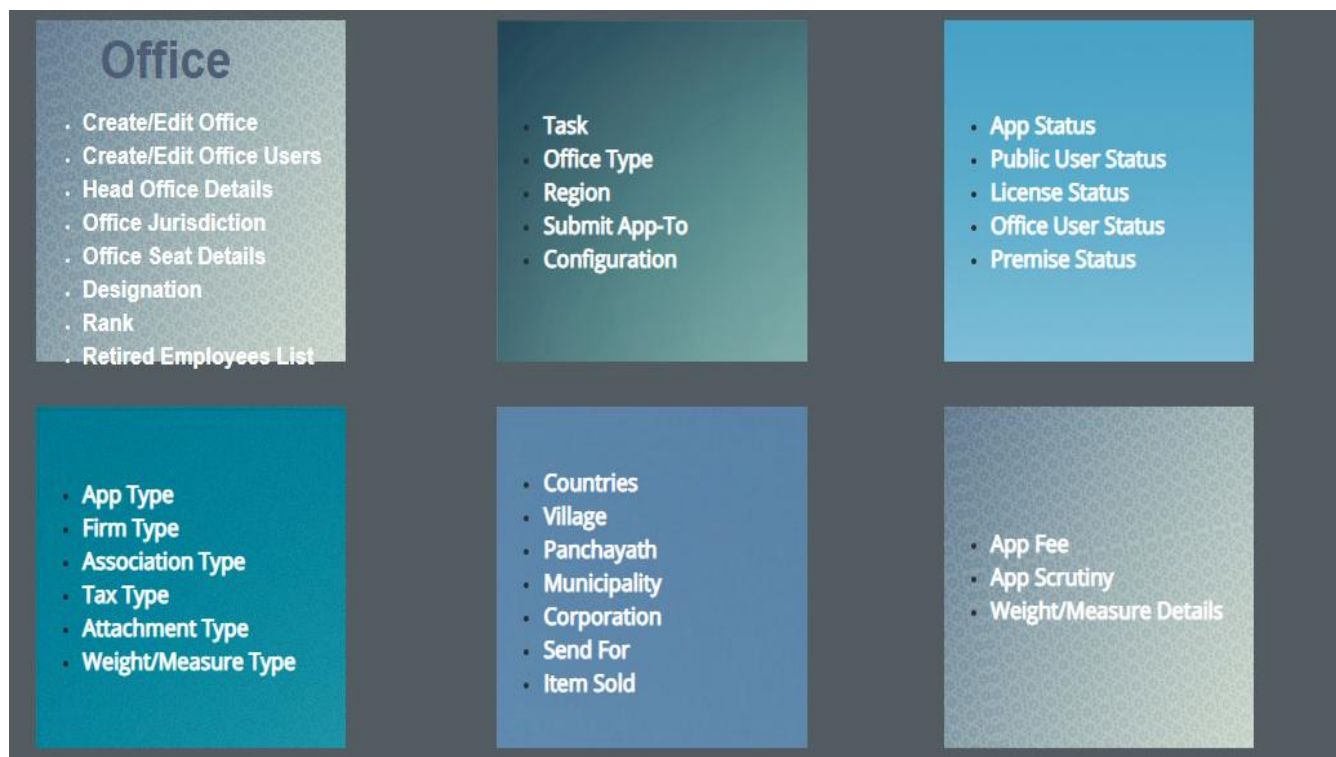 Office
Create/Edit Office
Create/Edit Office Users
Head Office Details
Office Jurisdiction
Office Seat Details
Designation
Rank
Retired Employees List
Task
Office Type
Region
Submit App-To
Configuration
App Status
Public User Status
License Status
Office User Status
Premise Status
App Type
Firm Type
Association Type
Tax Type
Attachment Type
Weight/Measure Type
Countries
Village
Panchayath
Municipality
Corporation
Send For
Item Sold
App Fee
App Scrutiny
Weight/Measure Details